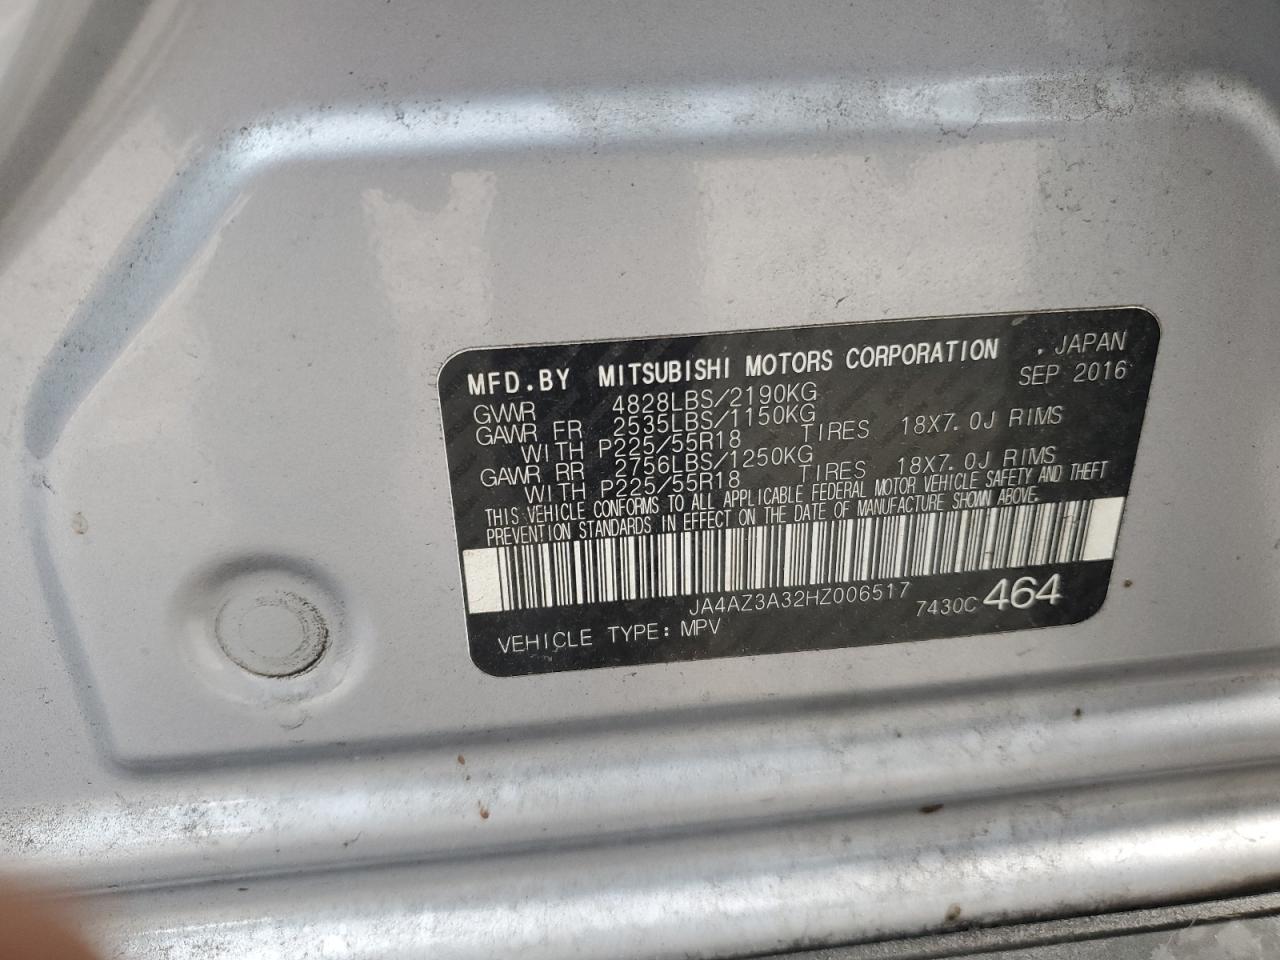 MFD.BY MITSUBISHI MOTORS CORPORATION , JAPAN
SEP 2016
GVWR 4828LBS/2190KG
GAWR FR 2535LBS/1150KG
WITH P225/55R18 TIRES 18X7.0J RIMS
GAWR RR 2756LBS/1250KG
WITH P225/55R18 TIRES 18X7.0J RIMS
THIS VEHICLE CONFORMS TO ALL APPLICABLE FEDERAL MOTOR VEHICLE SAFETY AND THEFT
PREVENTION STANDARDS IN EFFECT ON THE DATE OF MANUFACTURE SHOWN ABOVE.
JA4AZ3A32HZ006517
VEHICLE TYPE: MPV 7430C 464